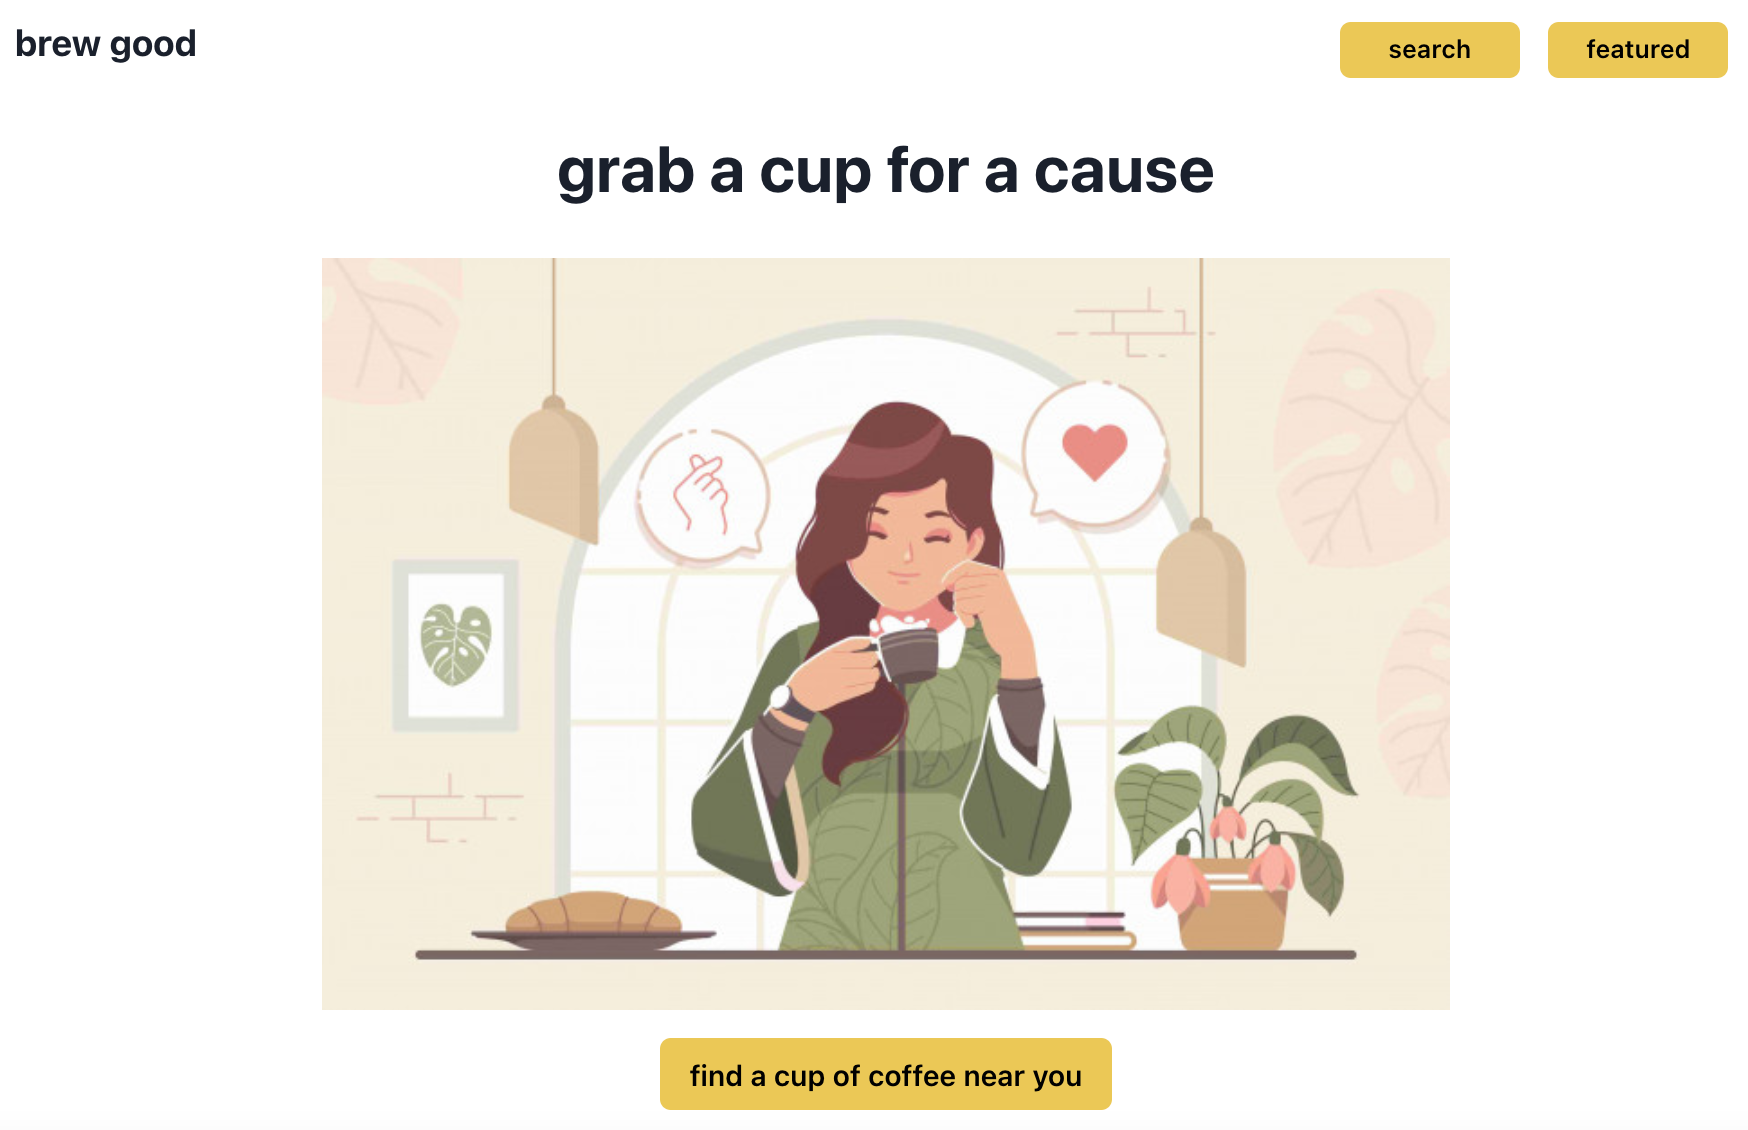 brew good
search
featured
grab a cup for a cause
find a cup of coffee near you